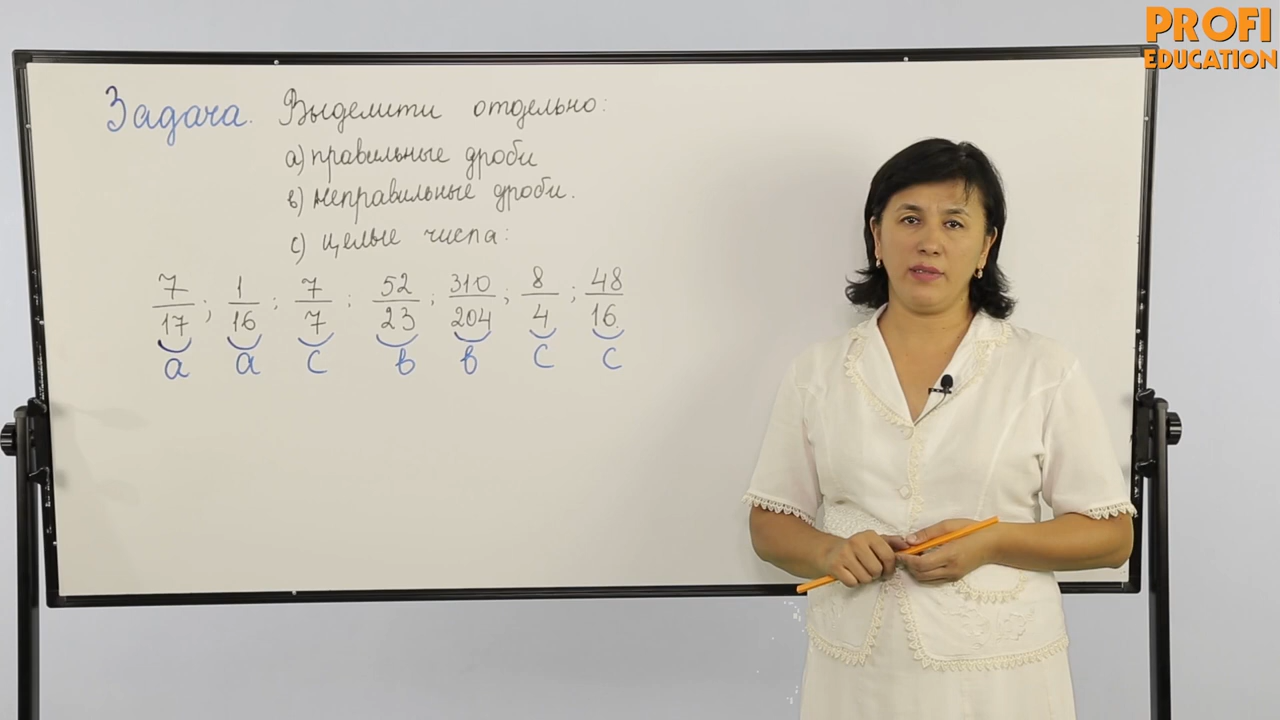 PROFI
EDUCATION
Задача. Выделити отдельно:
а) правильные дроби
в) неправильные дроби.
с) целые числа:
7/17 ; 1/16 ; 7/7 ; 52/23 ; 310/204 ; 8/4 ; 48/16.
а а с в в с с